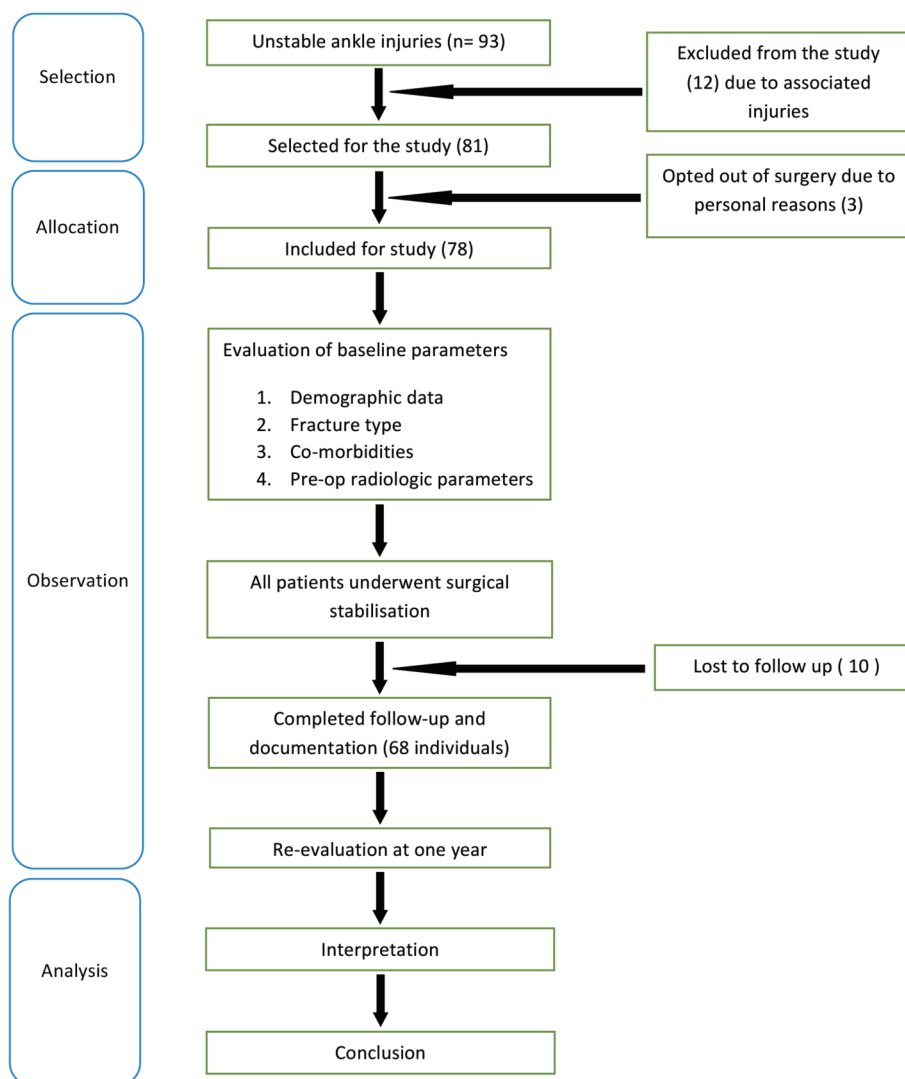 Selection
Unstable ankle injuries (n= 93)
Excluded from the study
(12) due to associated
injuries
Selected for the study (81)
Allocation
Opted out of surgery due to
personal reasons (3)
Included for study (78)
Observation
Evaluation of baseline parameters
1. Demographic data
2. Fracture type
3. Co-morbidities
4. Pre-op radiologic parameters
All patients underwent surgical
stabilisation
Lost to follow up ( 10 )
Completed follow-up and
documentation (68 individuals)
Re-evaluation at one year
Analysis
Interpretation
Conclusion